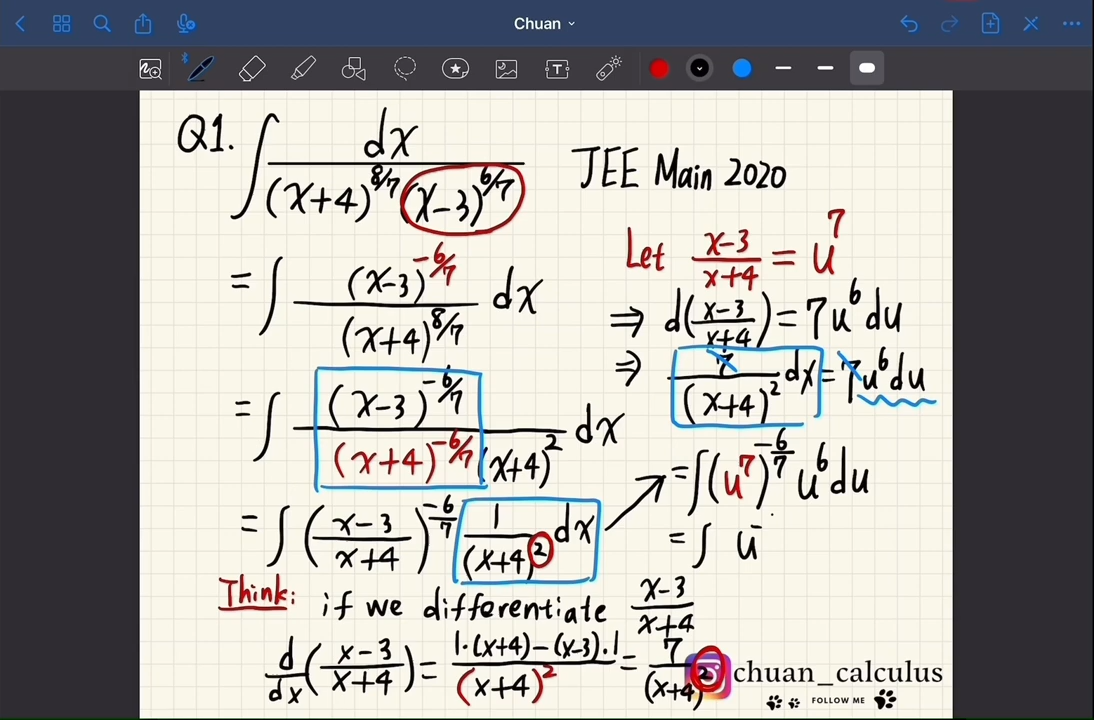 Chuan
Q1. ∫ dx / (x+4)^8/7 (x-3)^6/7
JEE Main 2020
= ∫ (x-3)^-6/7 / (x+4)^8/7 dx
= ∫ (x-3)^-6/7 / (x+4)^-6/7 (x+4)^2 dx
= ∫ (x-3 / x+4)^-6/7 1 / (x+4)^2 dx
Let x-3 / x+4 = u^7
⇒ d(x-3 / x+4) = 7u^6 du
⇒ 7 / (x+4)^2 dx = 7u^6 du
= ∫ (u^7)^-6/7 u^6 du
= ∫ u^-
Think: if we differentiate x-3 / x+4
d/dx (x-3 / x+4) = 1·(x+4) - (x-3)·1 / (x+4)^2 = 7 / (x+4)^2
chuan_calculus
FOLLOW ME